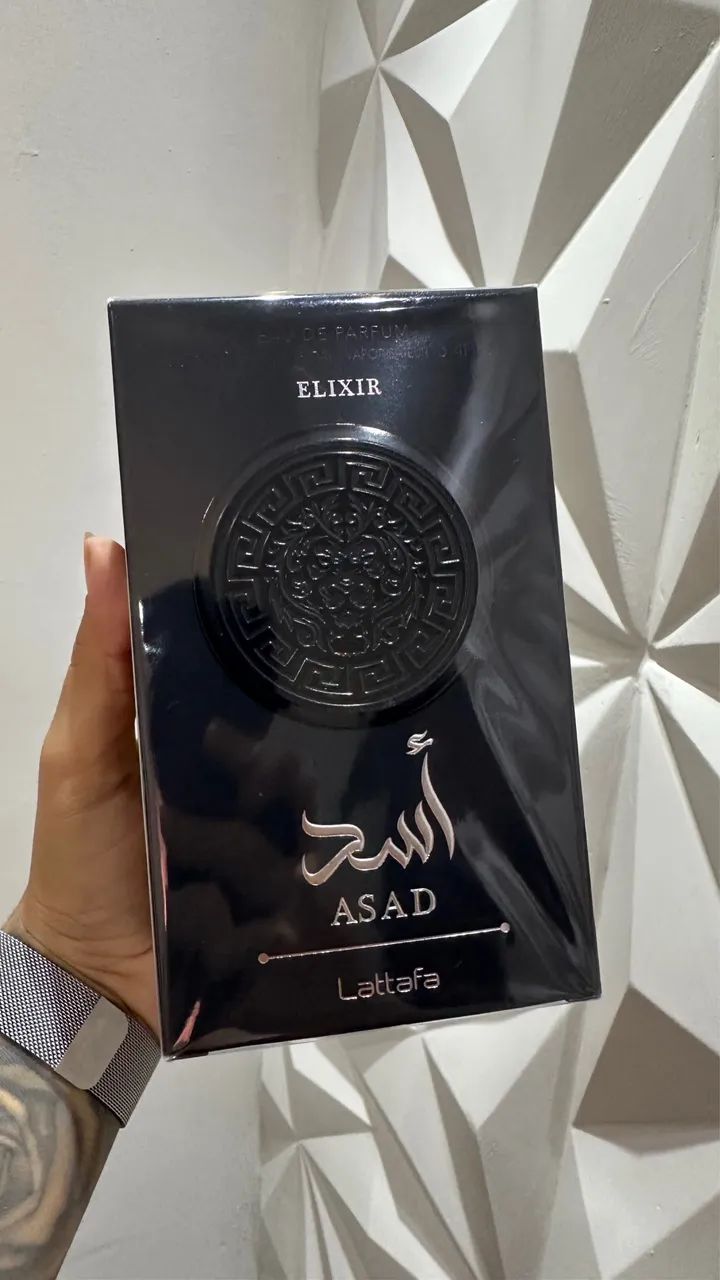 EAU DE PARFUM
ELIXIR
أسد
ASAD
Lattafa